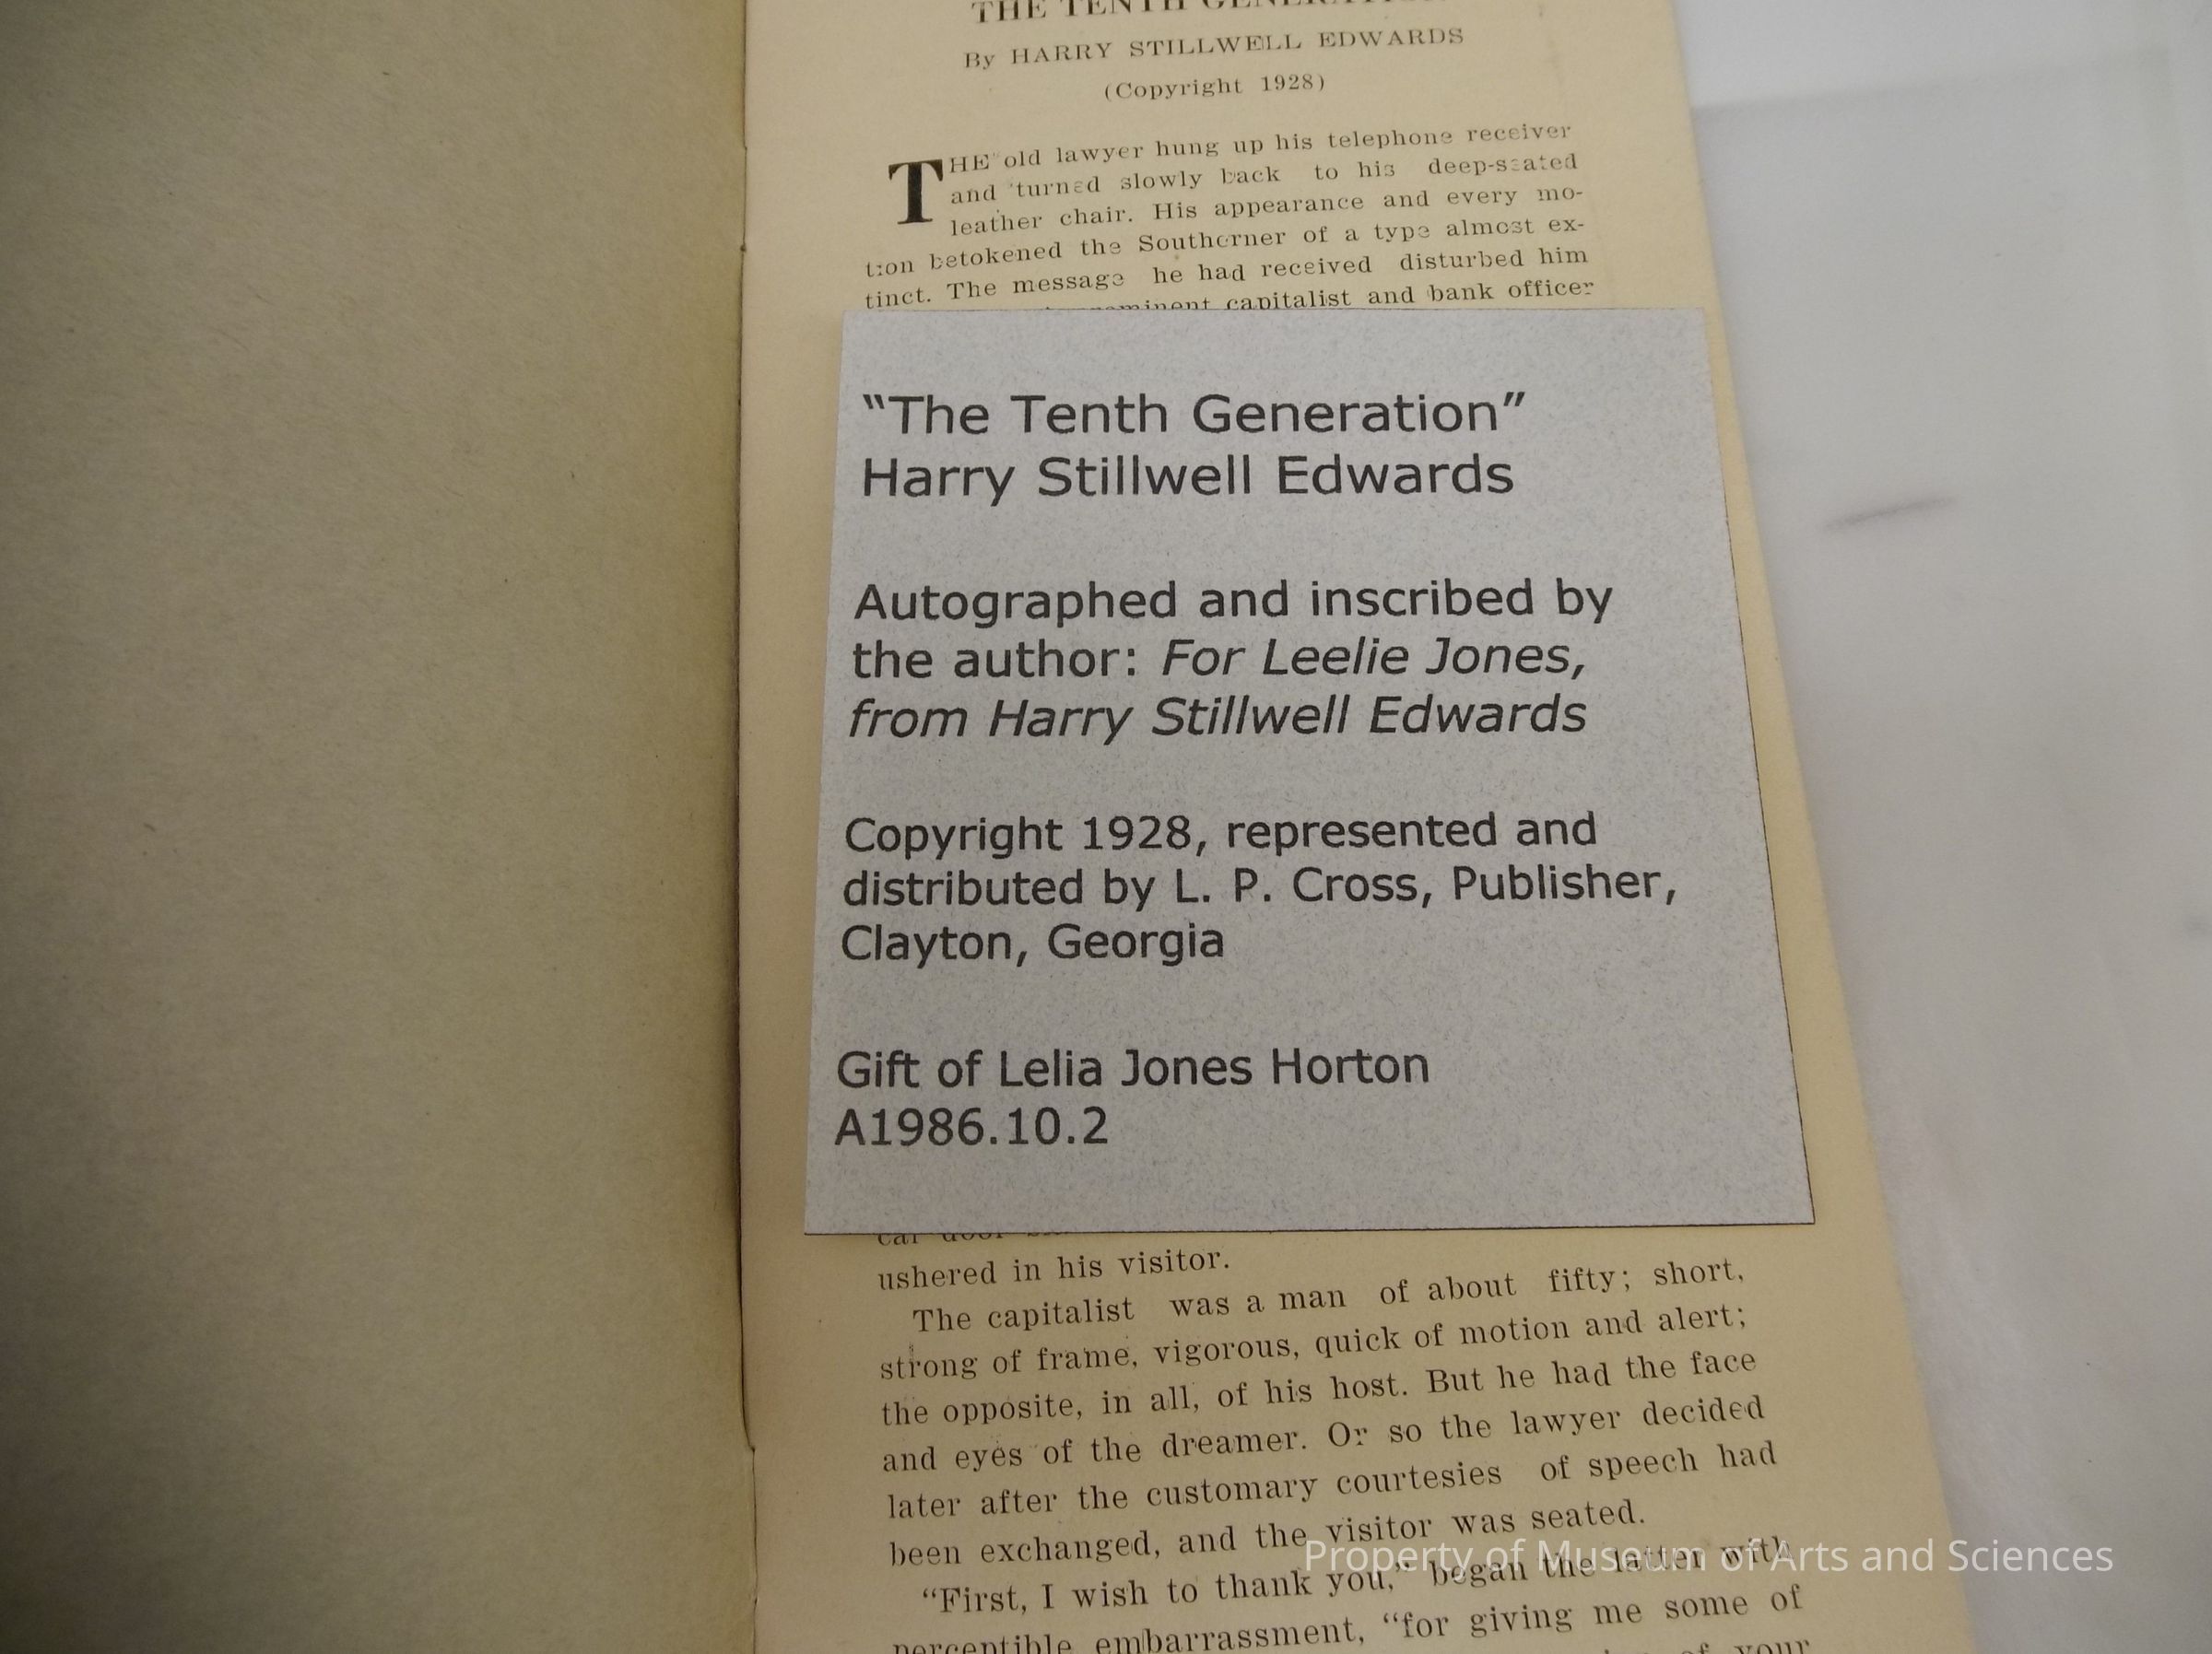 THE TENTH GENERATION
By HARRY STILLWELL EDWARDS
(Copyright 1928)
THE old lawyer hung up his telephone receiver
and turned slowly back to his deep-seated
leather chair. His appearance and every mo-
tion betokened the Southerner of a type almost ex-
tinct. The message he had received disturbed him
capitalist and bank officer
“The Tenth Generation”
Harry Stillwell Edwards
Autographed and inscribed by
the author: For Leelie Jones,
from Harry Stillwell Edwards
Copyright 1928, represented and
distributed by L. P. Cross, Publisher,
Clayton, Georgia
Gift of Lelia Jones Horton
A1986.10.2
car door
ushered in his visitor.
The capitalist was a man of about fifty; short,
strong of frame, vigorous, quick of motion and alert;
the opposite, in all, of his host. But he had the face
and eyes of the dreamer. Or so the lawyer decided
later after the customary courtesies of speech had
been exchanged, and the visitor was seated.
“First, I wish to thank you,” began the latter with
perceptible embarrassment, “for giving me some of
of your
Property of Museum of Arts and Sciences